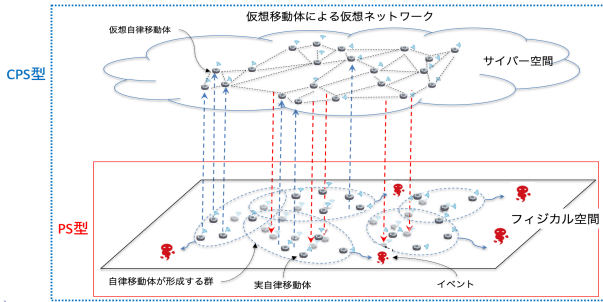 仮想移動体による仮想ネットワーク
仮想自律移動体
サイバー空間
CPS型
PS型
フィジカル空間
自律移動体が形成する群
実自律移動体
イベント